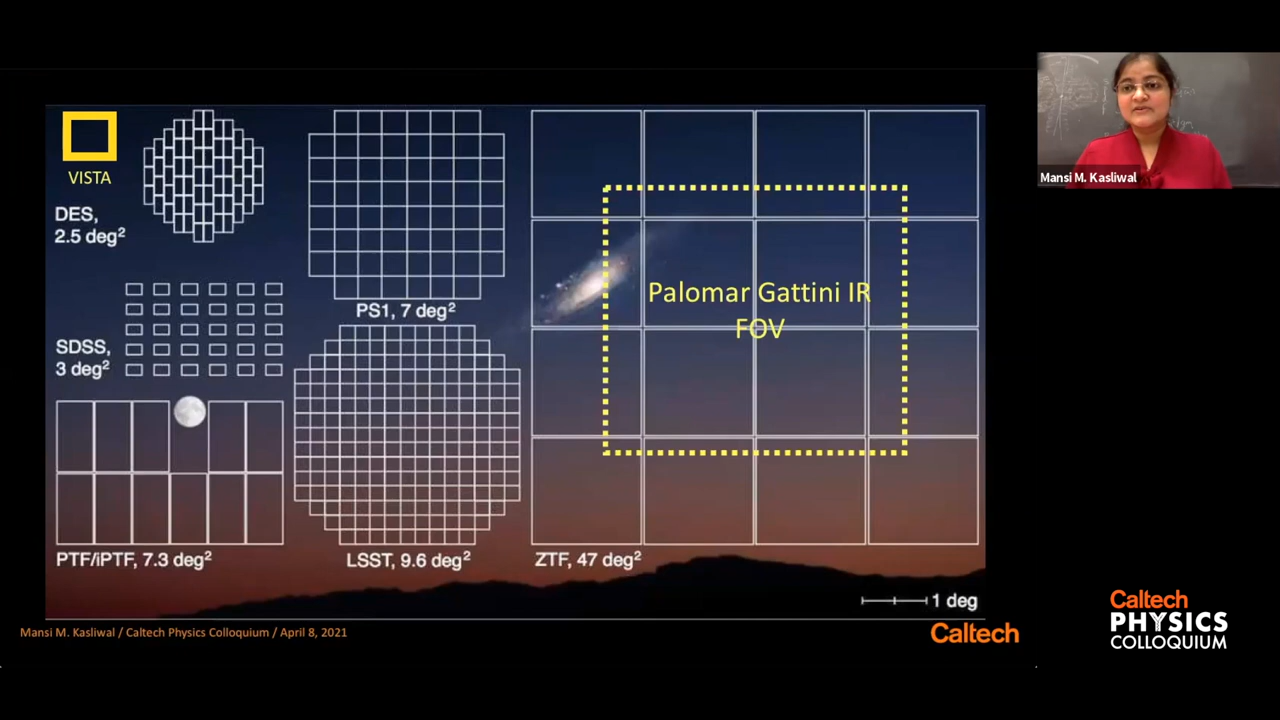 VISTA
DES,
2.5 deg²
SDSS,
3 deg²
PTF/iPTF, 7.3 deg²
PS1, 7 deg²
LSST, 9.6 deg²
Palomar Gattini IR
FOV
ZTF, 47 deg²
1 deg
Mansi M. Kasliwal / Caltech Physics Colloquium / April 8, 2021
Caltech
Mansi M. Kasliwal
Caltech
PHYSICS
COLLOQUIUM